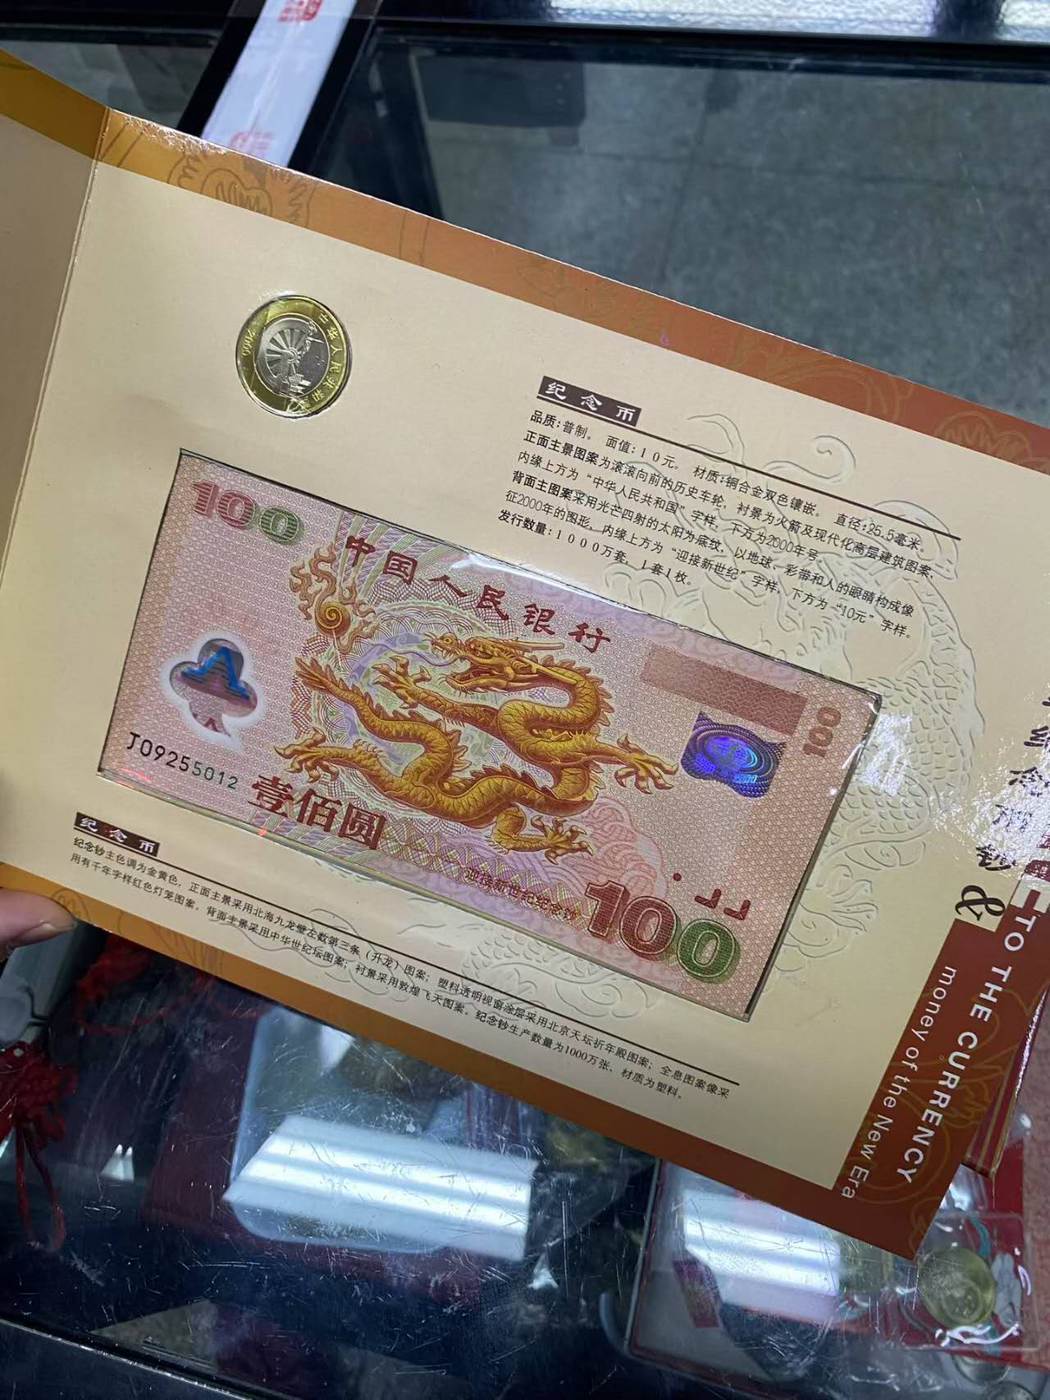 纪念币
品质:普制。 面值:10元。 材质:铜合金双色镶嵌。 直径:25.5毫米。
正面主景图案为滚滚向前的历史车轮，衬景为火箭及现代化高层建筑图案，
内缘上方为“中华人民共和国”字样，下方为2000年号。
背面主图案采用光芒四射的太阳为底纹，以地球、彩带和人的眼睛构成像
征2000年的图形，内缘上方为“迎接新世纪”字样，下方为“10元”字样。
发行数量:1000万套，1套1枚。
100
中国人民银行
100
J09255012
壹佰圆
迎接新世纪纪念钞
100
纪念币
纪念钞主色调为金黄色，正面主景采用北海九龙壁左数第三条（升龙）图案，塑料透明视窗涂层采用北京天坛祈年殿图案，全息图案像采
用有千年字样红色灯笼图案。背面主景采用中华世纪坛图案，衬景采用敦煌飞天图案。纪念钞生产数量为1000万张，材质为塑料。
&
TO THE CURRENCY
money of the New Era